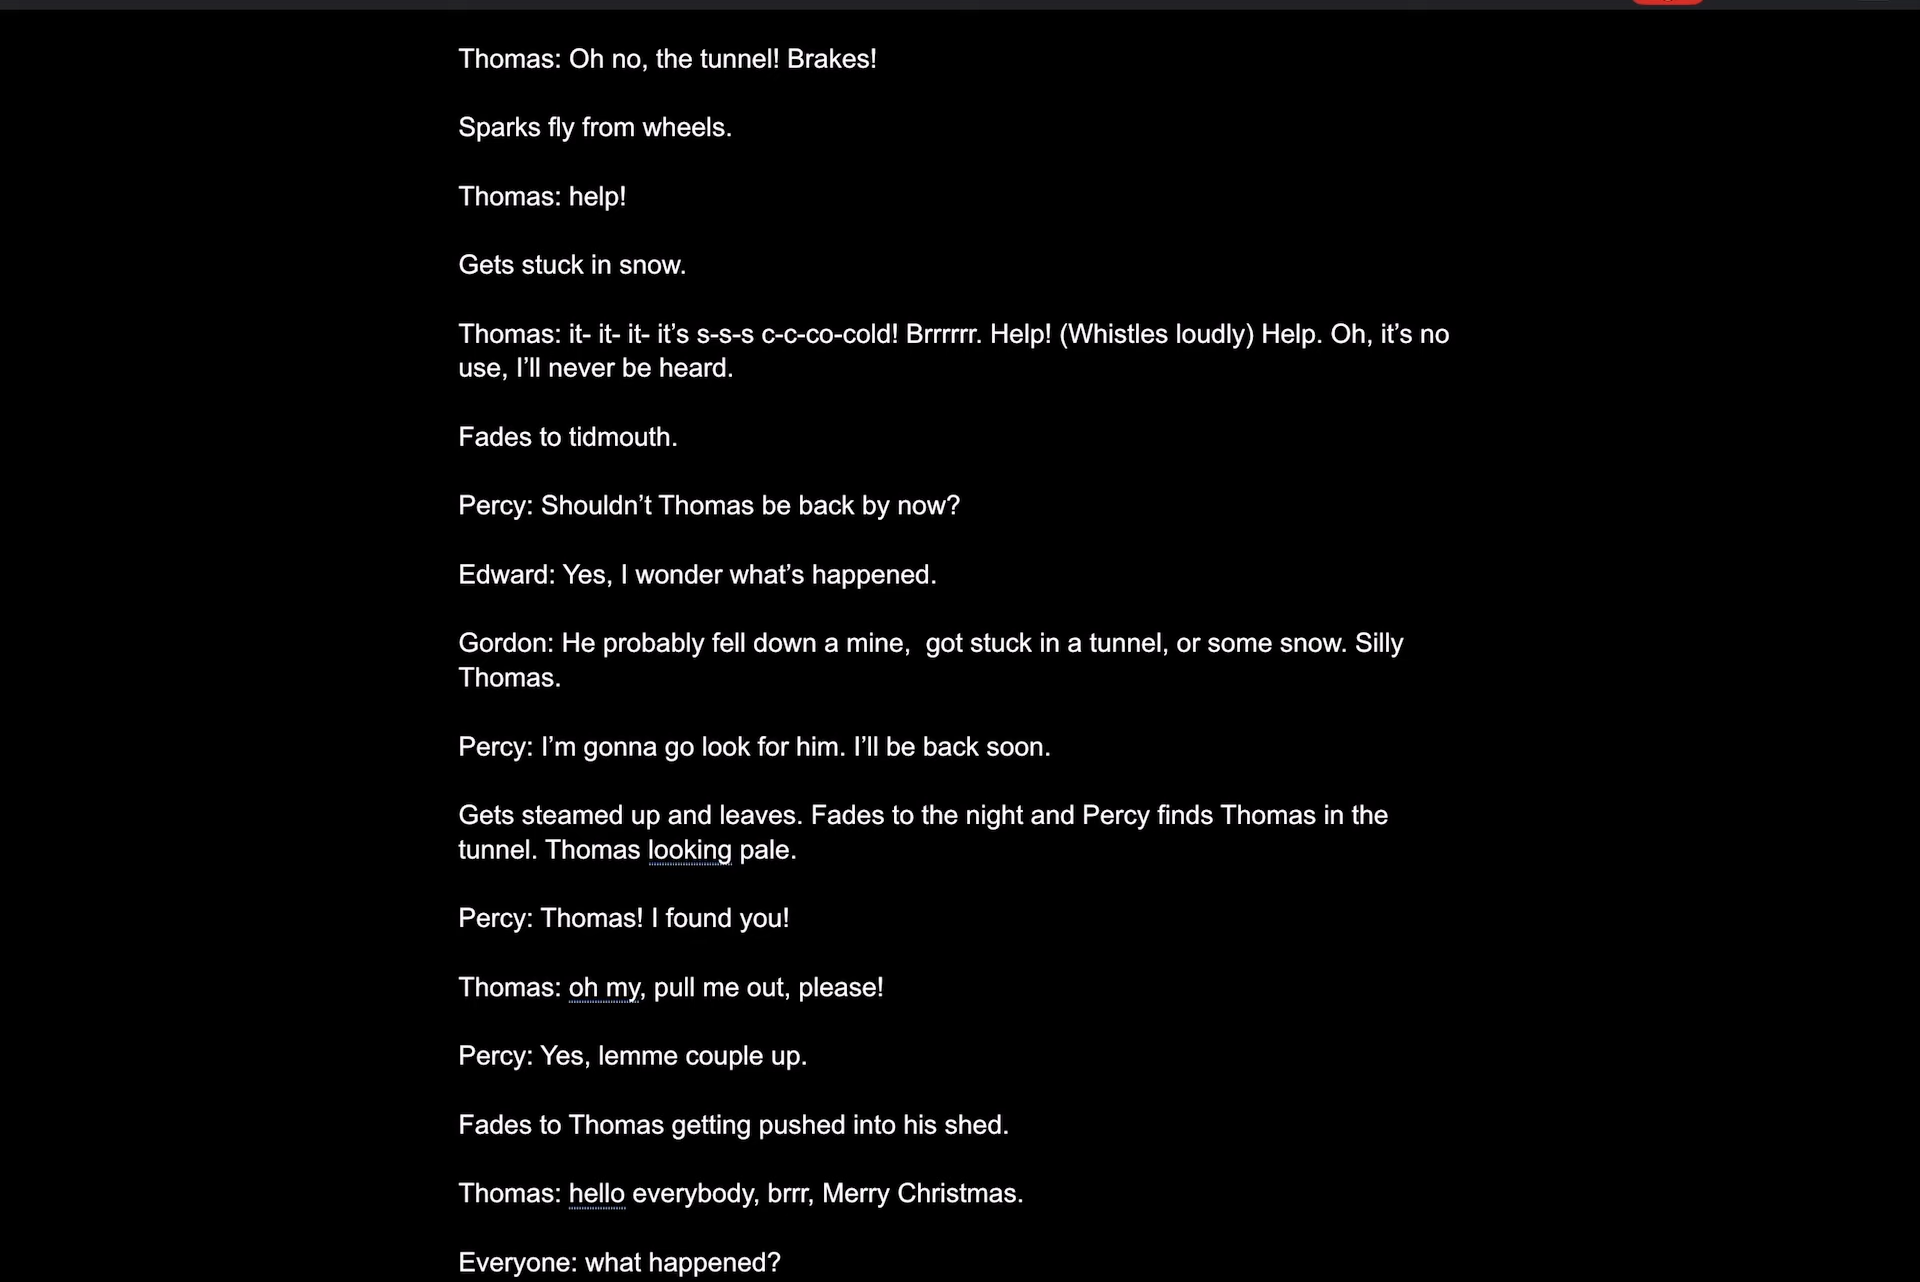 Thomas: Oh no, the tunnel! Brakes!
Sparks fly from wheels.
Thomas: help!
Gets stuck in snow.
Thomas: it- it- it- it’s s-s-s c-c-co-cold! Brrrrrr. Help! (Whistles loudly) Help. Oh, it’s no
use, I’ll never be heard.
Fades to tidmouth.
Percy: Shouldn’t Thomas be back by now?
Edward: Yes, I wonder what’s happened.
Gordon: He probably fell down a mine,  got stuck in a tunnel, or some snow. Silly
Thomas.
Percy: I’m gonna go look for him. I’ll be back soon.
Gets steamed up and leaves. Fades to the night and Percy finds Thomas in the
tunnel. Thomas looking pale.
Percy: Thomas! I found you!
Thomas: oh my, pull me out, please!
Percy: Yes, lemme couple up.
Fades to Thomas getting pushed into his shed.
Thomas: hello everybody, brrr, Merry Christmas.
Everyone: what happened?